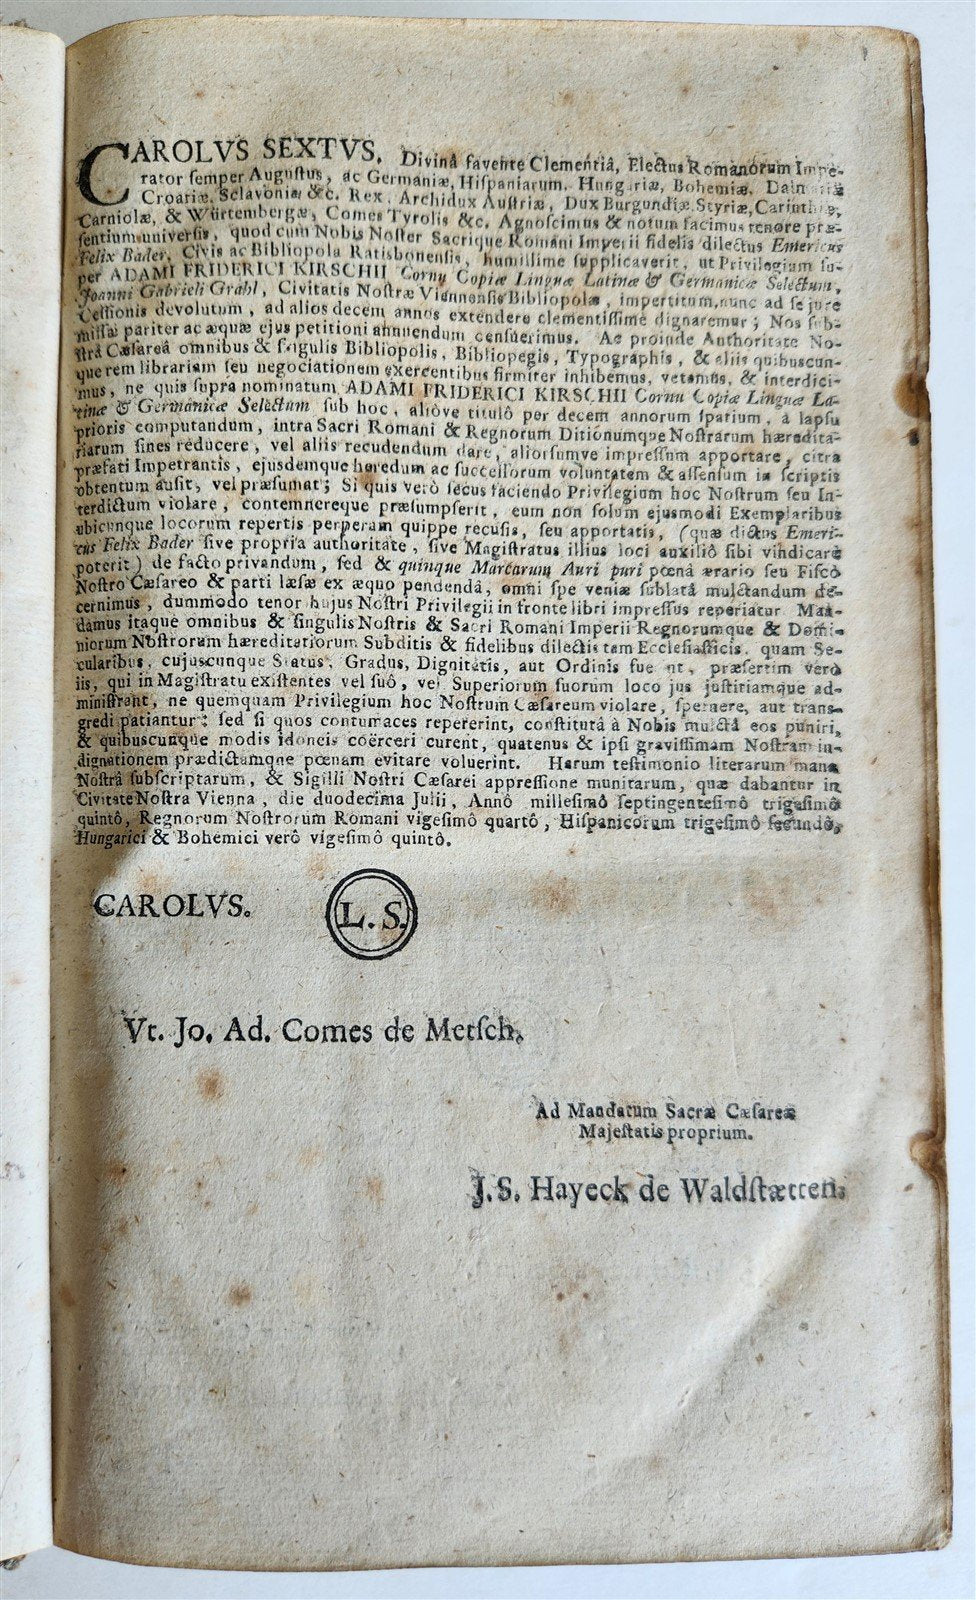 CAROLVS SEXTVS. Divinâ favente Clementiâ, Electus Romanorum Impe-
rator semper Augustus, ac Germaniæ, Hispaniarum, Hungariæ, Bohemiæ, Dalmatiæ
Croatiæ, Sclavoniæ &c. Rex, Archidux Austriæ, Dux Burgundiæ, Styriæ, Carinthiæ,
Carniolæ, & Würtembergæ, Comes Tyrolis &c. Agnoscimus & notum facimus tenore præ-
sentium universis, quod cum Nobis Noster Sacrique Romani Imperii fidelis dilectus Emericus
Felix Bader, Civis ac Bibliopola Ratisbonensis, humillime supplicaverit, ut Privilegium su-
per ADAMI FRIDERICI KIRSCHII Cornu Copiæ Linguæ Latinæ & Germanicæ Selectum,
Joanni Gabrieli Grahl, Civitatis Nostræ Viennensis Bibliopolæ, impertitum, nunc ad se jure
Cessionis devolutum, ad alios decem annos extendere clementissime dignaremur; Nos sub-
missæ pariter ac æquæ ejus petitioni annuendum censuerimus. Ac proinde Authoritate No-
strâ Cæsareâ omnibus & singulis Bibliopolis, Bibliopegis, Typographis, & aliis quibuscun-
que rem librariam seu negociationem exercentibus firmiter inhibemus, vetamus, & interdici-
mus, ne quis supra nominatum ADAMI FRIDERICI KIRSCHII Cornu Copiæ Linguæ La-
tinæ & Germanicæ Selectum sub hoc, aliôve titulô per decem annorum spatium, à lapsu
prioris computandum, intra Sacri Romani & Regnorum Ditionumque Nostrarum hæredita-
riarum fines reducere, vel aliis recudendum dare, aliorsumve impressum apportare, citra
præfati Impetrantis, ejusdemque hæredum ac successorum voluntatem & assensum in scriptis
obtentum ausit, vel præsumat; Si quis verò secus faciendo Privilegium hoc Nostrum seu In-
terdictum violare, contemnereque præsumpserit, eum non solum ejusmodi Exemplaribus
ubicunque locorum repertis perperam quippe recusis, seu apportatis, (quæ dictus Emeri-
cus Felix Bader sive propria authoritate, sive Magistratus illius loci auxiliô sibi vindicare
poterit) de facto privandum, sed & quinque Marcarum Auri puri pœnâ ærario seu Fisco
Nostro Cæsareo & parti læsæ ex æquo pendendâ, omni spe veniæ sublatâ mulctandum de-
cernimus, dummodo tenor hujus Nostri Privilegii in fronte libri impressus reperiatur. Man-
damus itaque omnibus & singulis Nostris & Sacri Romani Imperii Regnorumque & Domi-
niorum Nostrorum hæreditariorum Subditis & fidelibus dilectis tam Ecclesiasticis, quam Se-
cularibus, cujuscunque Status, Gradus, Dignitatis, aut Ordinis fuerint, præsertim vero
iis, qui in Magistratu existentes vel suô, vel Superiorum suorum loco jus justitiamque ad-
ministrant, ne quemquam Privilegium hoc Nostrum Cæsareum violare, spernere, aut trans-
gredi patiantur; sed si quos contumaces repererint, constitutâ à Nobis mulctâ eos puniri,
& quibuscunque modis idoneis coërceri curent, quatenus & ipsi gravissimam Nostram in-
dignationem prædictamque pœnam evitare voluerint. Harum testimonio literarum manu
Nostrâ subscriptarum, & Sigilli Nostri Cæsarei appressione munitarum, quæ dabantur in
Civitate Nostra Vienna, die duodecima Julii, Annô millesimô septingentesimô trigesimô
quintô, Regnorum Nostrorum Romani vigesimô quartô, Hispanicorum trigesimô secundô,
Hungarici & Bohemici verò vigesimô quintô.
CAROLVS.
L. S.
Vt. Jo. Ad. Comes de Metsch.
Ad Mandatum Sacræ Cæsareæ
Majestatis proprium.
J. S. Hayeck de Waldstætten.